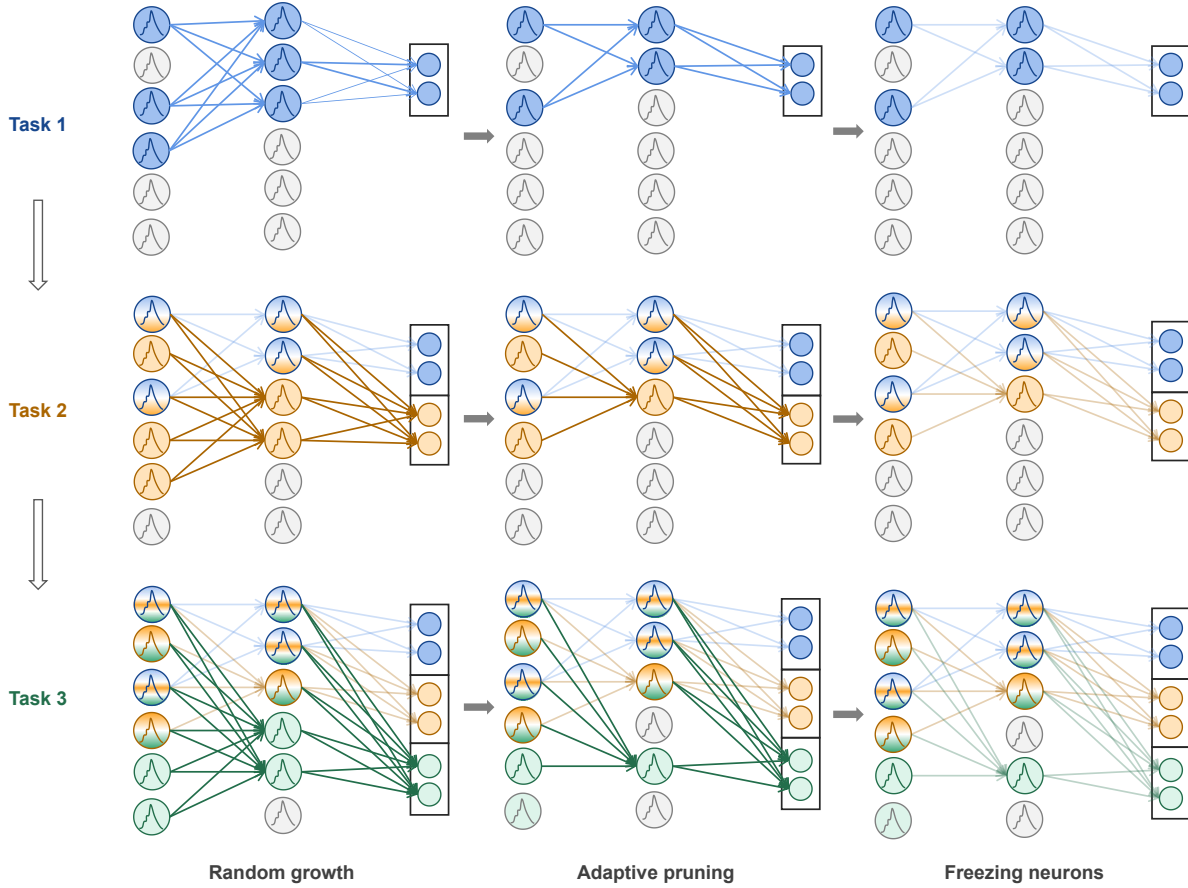 Task 1
Task 2
Task 3
Random growth
Adaptive pruning
Freezing neurons